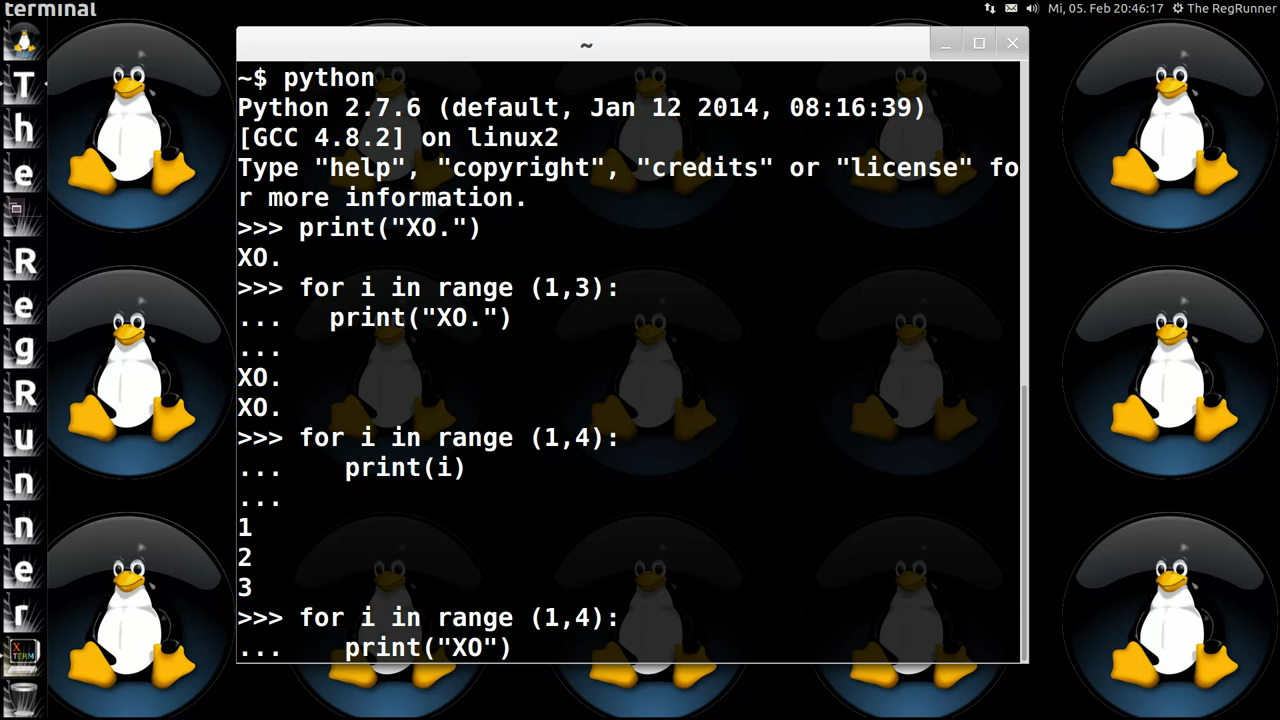 terminal
Mi, 05. Feb 20:46:17 The RegRunner
~
T
h
e
R
e
g
R
u
n
n
e
r
X
TERM
~$ python
Python 2.7.6 (default, Jan 12 2014, 08:16:39)
[GCC 4.8.2] on linux2
Type "help", "copyright", "credits" or "license" fo
r more information.
>>> print("XO.")
XO.
>>> for i in range (1,3):
...   print("XO.")
...
XO.
XO.
>>> for i in range (1,4):
...    print(i)
...
1
2
3
>>> for i in range (1,4):
...    print("XO")